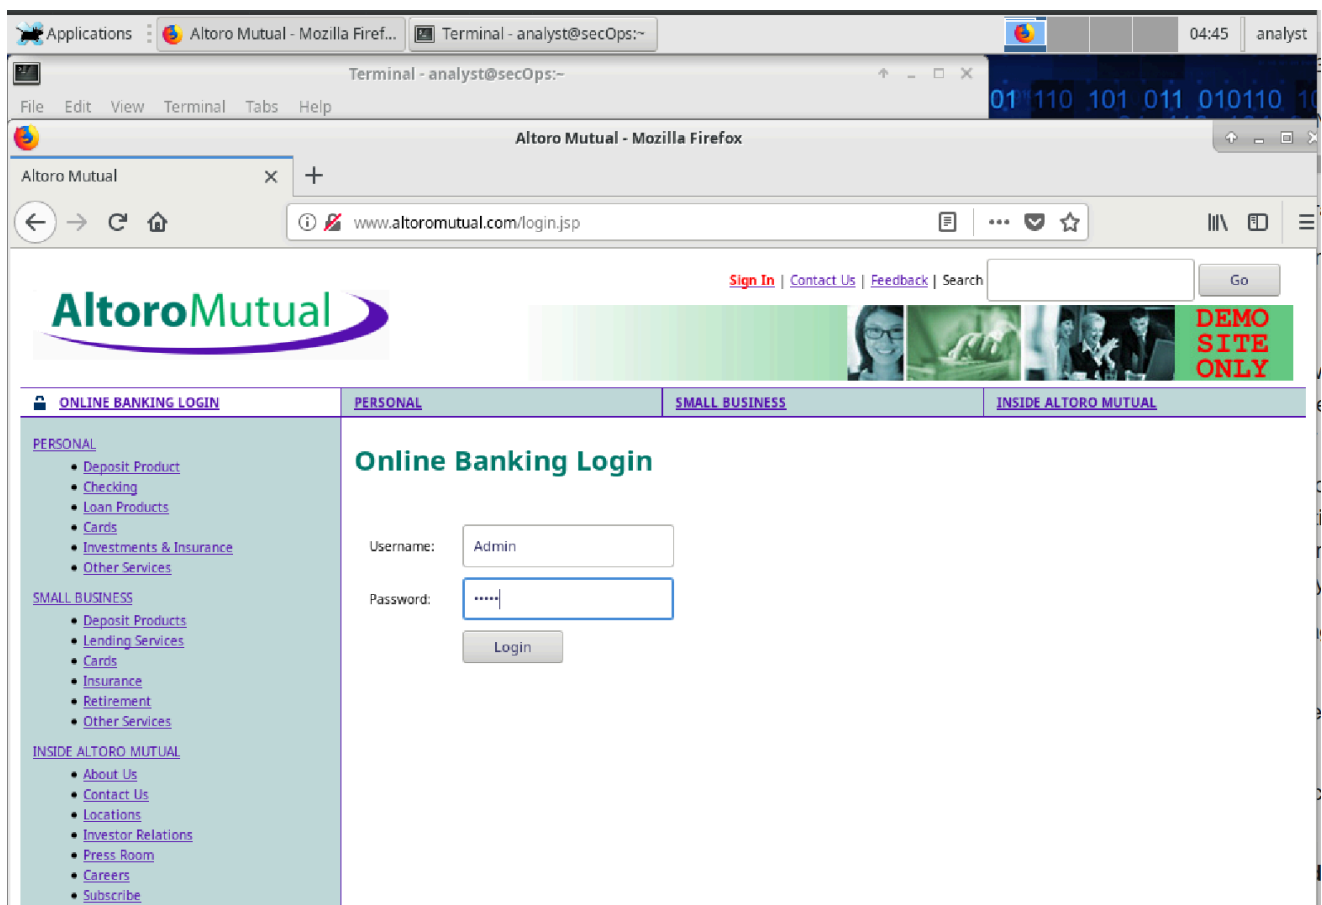 Applications Altoro Mutual - Mozilla Firef... Terminal - analyst@secOps:~ 04:45 analyst
Terminal - analyst@secOps:~
File Edit View Terminal Tabs Help
01 110 101 011 010110
Altoro Mutual - Mozilla Firefox
Altoro Mutual
www.altoromutual.com/login.jsp
Sign In | Contact Us | Feedback | Search Go
AltoroMutual
DEMO
SITE
ONLY
ONLINE BANKING LOGIN PERSONAL SMALL BUSINESS INSIDE ALTORO MUTUAL
PERSONAL
Deposit Product
Checking
Loan Products
Cards
Investments & Insurance
Other Services
SMALL BUSINESS
Deposit Products
Lending Services
Cards
Insurance
Retirement
Other Services
INSIDE ALTORO MUTUAL
About Us
Contact Us
Locations
Investor Relations
Press Room
Careers
Subscribe
Online Banking Login
Username: Admin
Password: •••••
Login